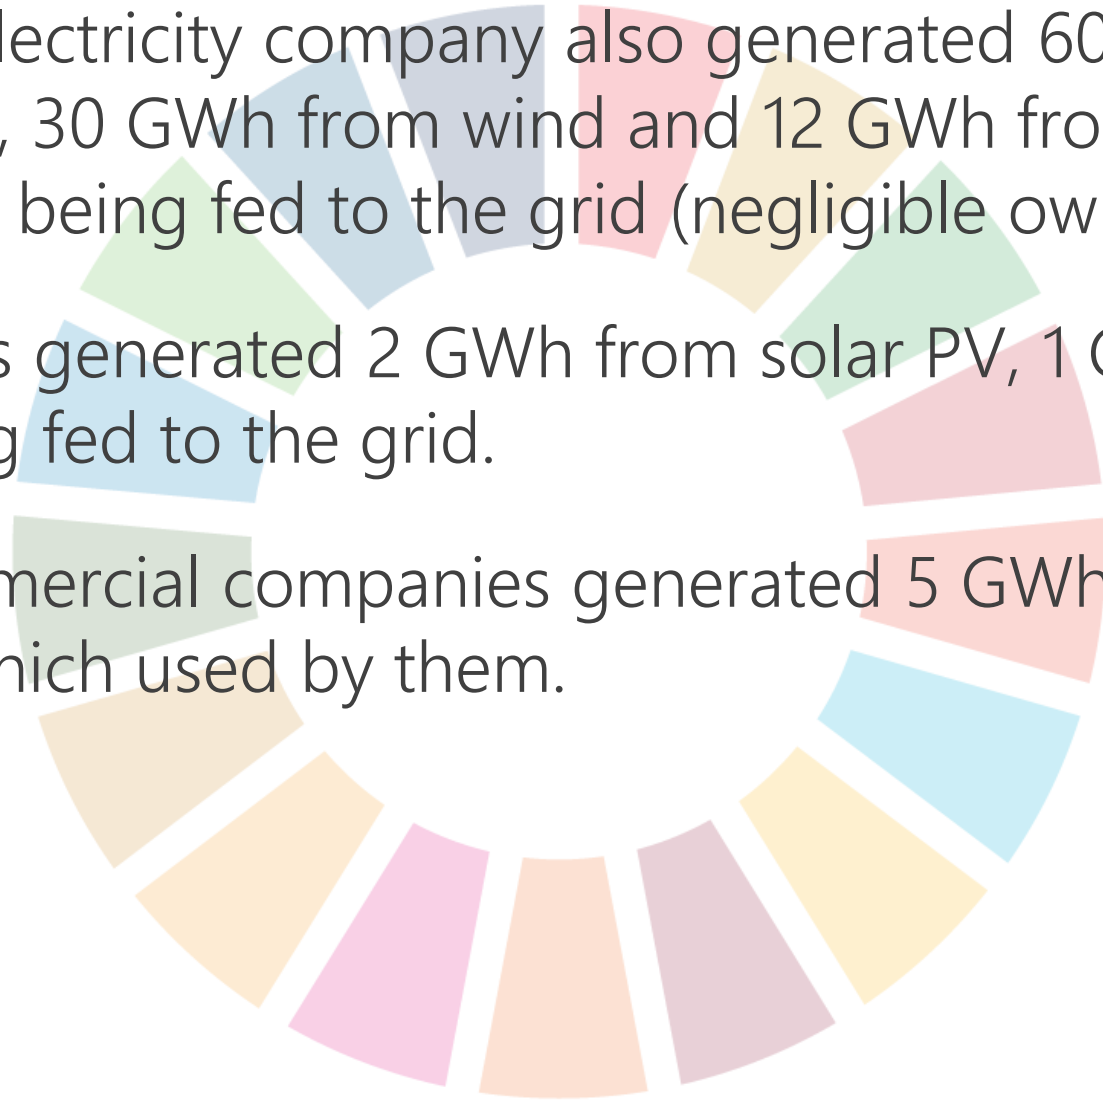 lectricity company also generated 60
, 30 GWh from wind and 12 GWh fro
being fed to the grid (negligible ow
s generated 2 GWh from solar PV, 1 G
g fed to the grid.
mercial companies generated 5 GWh
hich used by them.